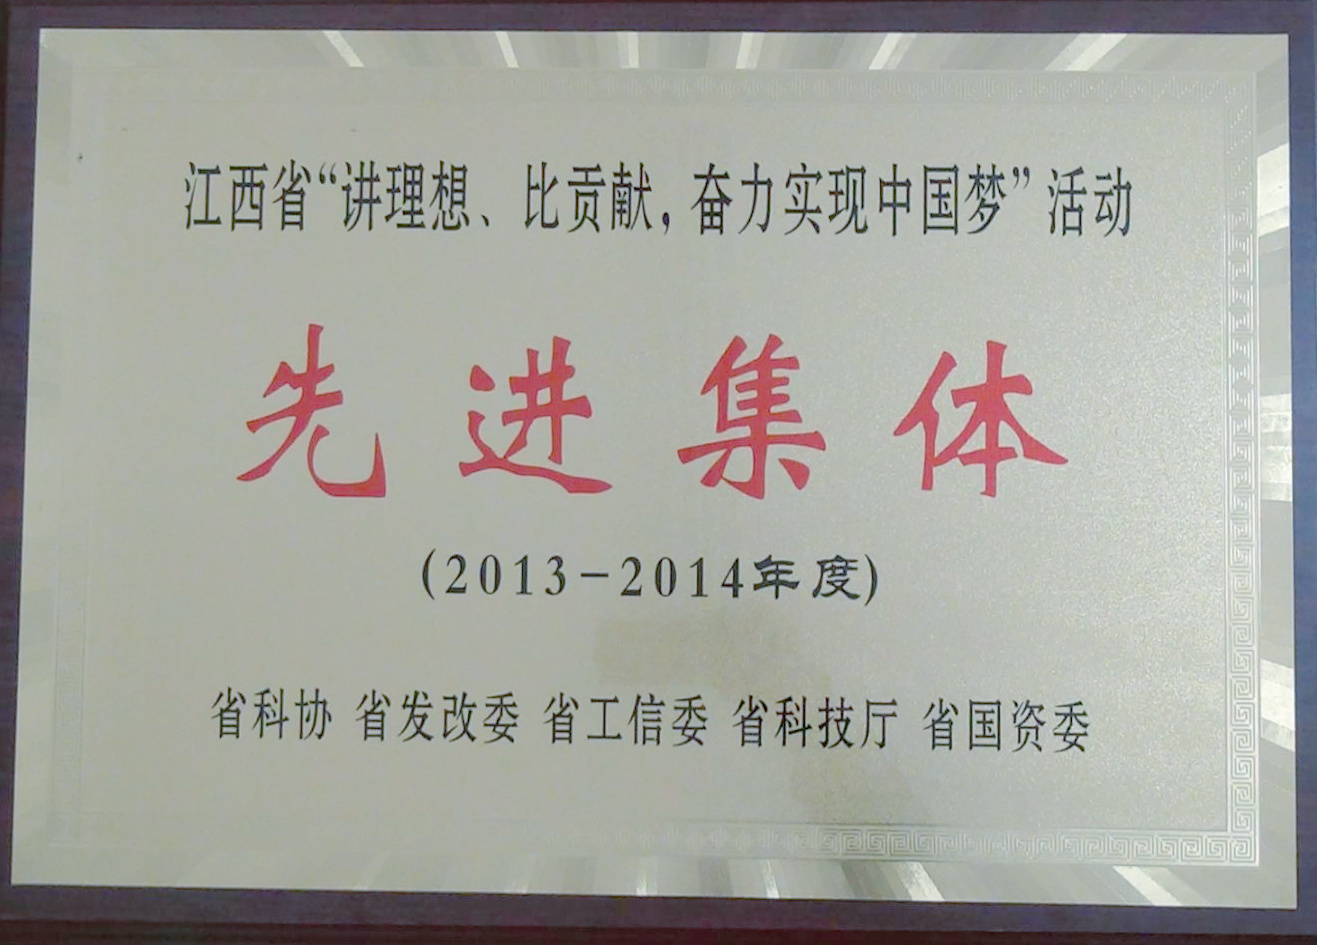 江西省“讲理想、比贡献，奋力实现中国梦”活动
先进集体
(2013-2014年度)
省科协 省发改委 省工信委 省科技厅 省国资委